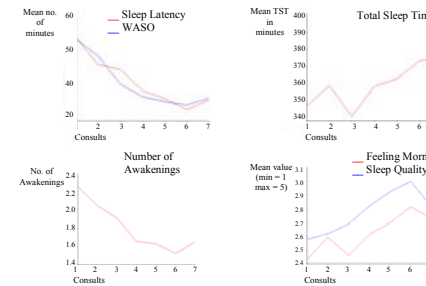 Mean no.
of
minutes
Sleep Latency
WASO
60
50
40
30
20
1 2 3 4 5 6 7
Consults
Mean TST
in
minutes
Total Sleep Tim
400
390
380
370
360
350
340
1 2 3 4 5 6
Consults
No. of
Awakenings
Number of
Awakenings
2.4
2.2
2.0
1.8
1.6
1.4
1 2 3 4 5 6 7
Consults
Mean value
(min = 1
max = 5)
Feeling Morn
Sleep Quality
3.1
3.0
2.9
2.8
2.7
2.6
2.5
2.4
1 2 3 4 5 6
Consults